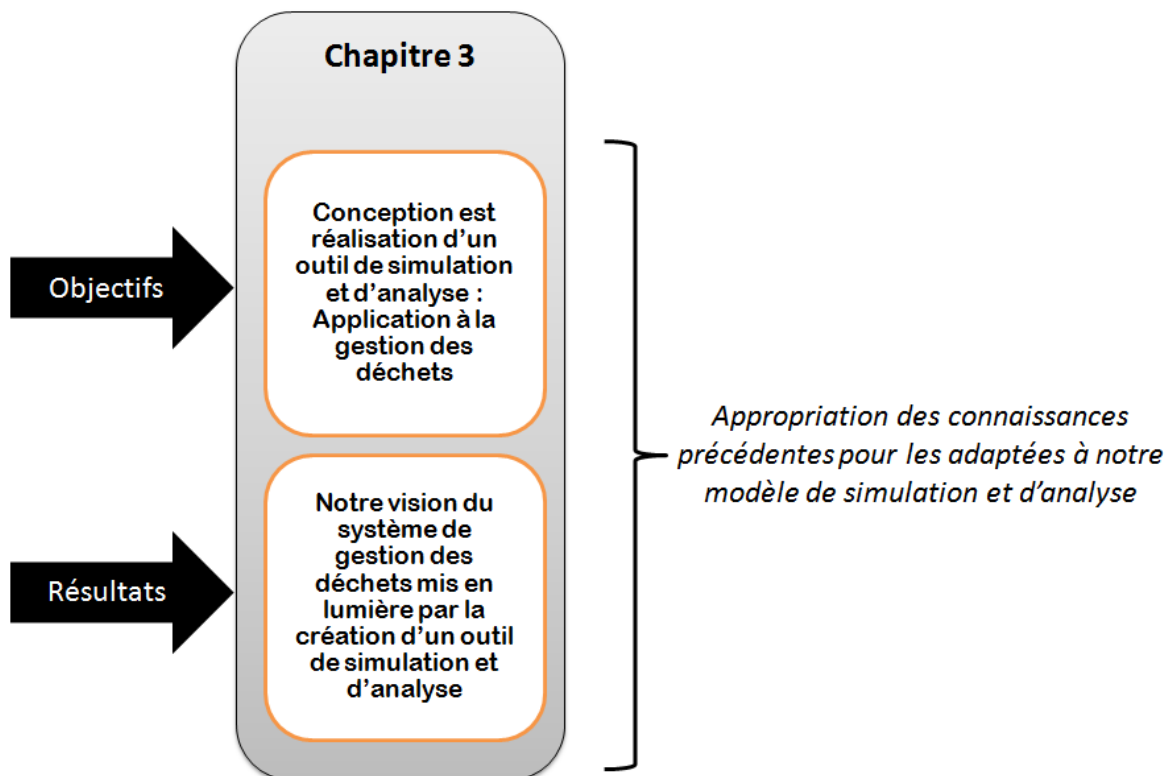 Chapitre 3
Objectifs
Conception est
réalisation d'un
outil de simulation
et d'analyse :
Application à la
gestion des
déchets
Résultats
Notre vision du
système de
gestion des
déchets mis en
lumière par la
création d'un outil
de simulation et
d'analyse
Appropriation des connaissances
précédentes pour les adaptées à notre
modèle de simulation et d'analyse